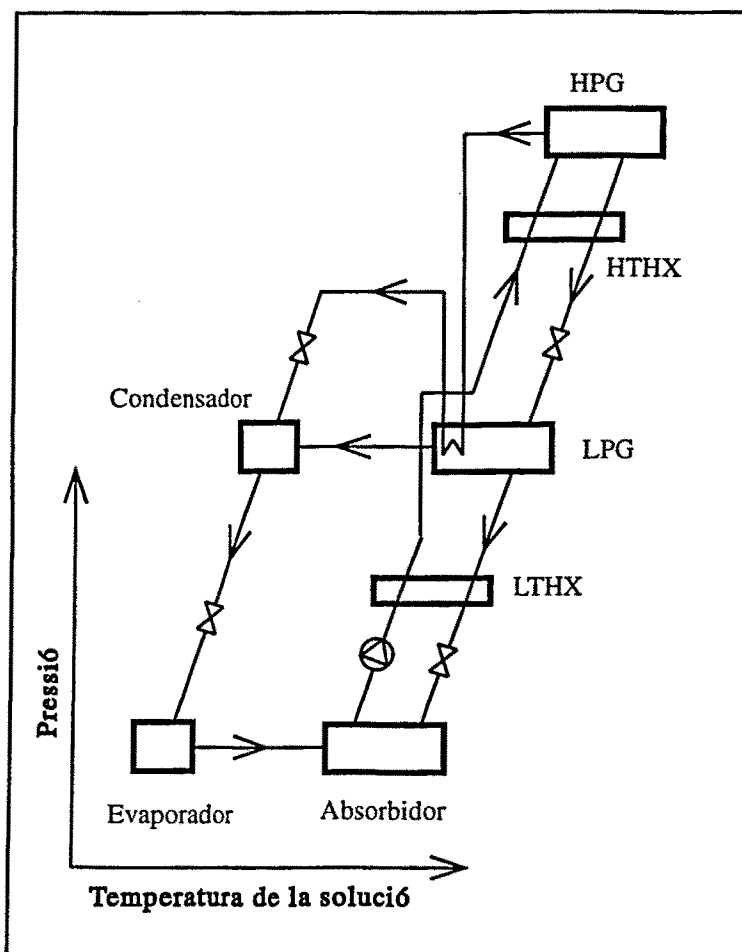 HPG
HTHX
Condensador
LPG
LTHX
Pressió
Evaporador
Absorbidor
Temperatura de la solució